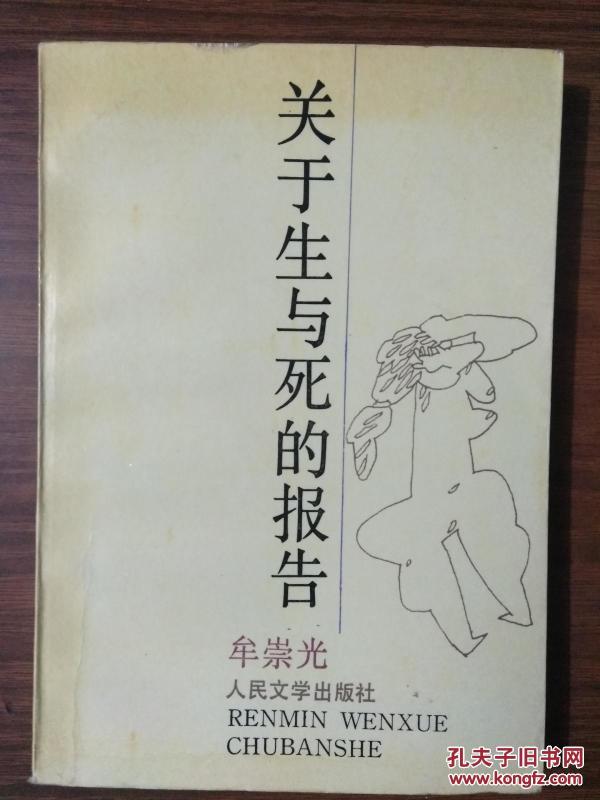 关于生与死的报告
牟崇光
人民文学出版社
RENMIN WENXUE
CHUBANSHE
孔夫子旧书网
www.kongfz.com